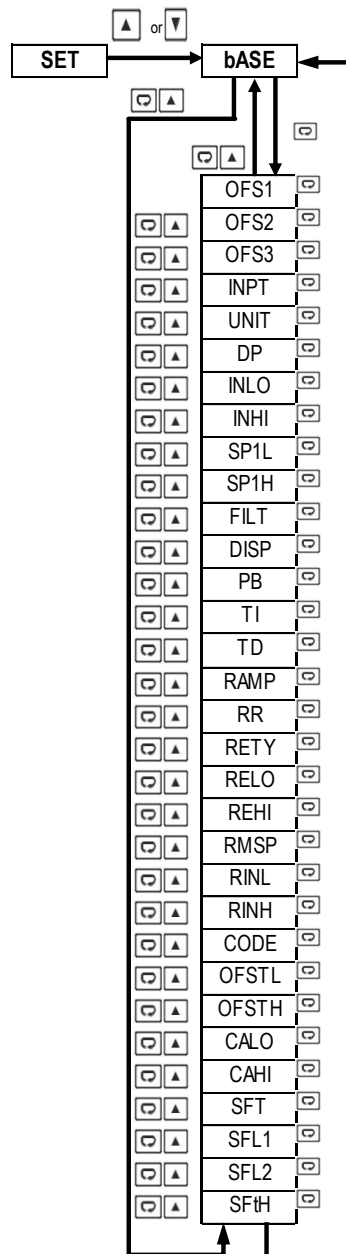 or
SET
bASE
OFS1
OFS2
OFS3
INPT
UNIT
DP
INLO
INHI
SP1L
SP1H
FILT
DISP
PB
TI
TD
RAMP
RR
RETY
RELO
REHI
RMSP
RINL
RINH
CODE
OFSTL
OFSTH
CALO
CAHI
SFT
SFL1
SFL2
SFtH